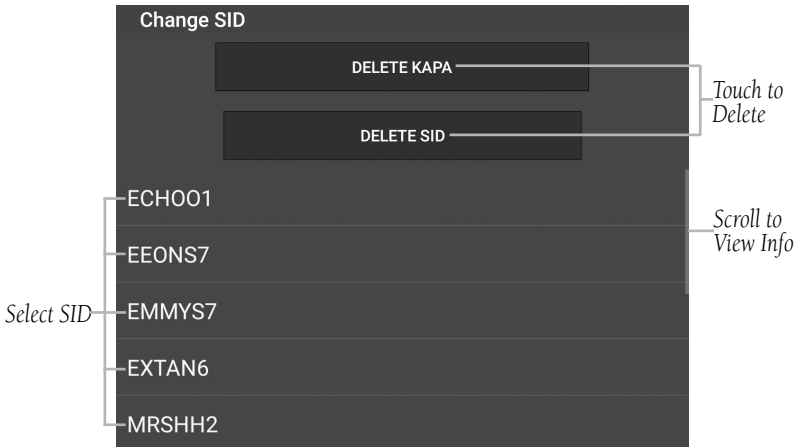 Change SID
DELETE KAPA
DELETE SID
Touch to
Delete
ECHOO1
EEONS7
EMMYS7
EXTAN6
MRSHH2
Select SID
Scroll to
View Info